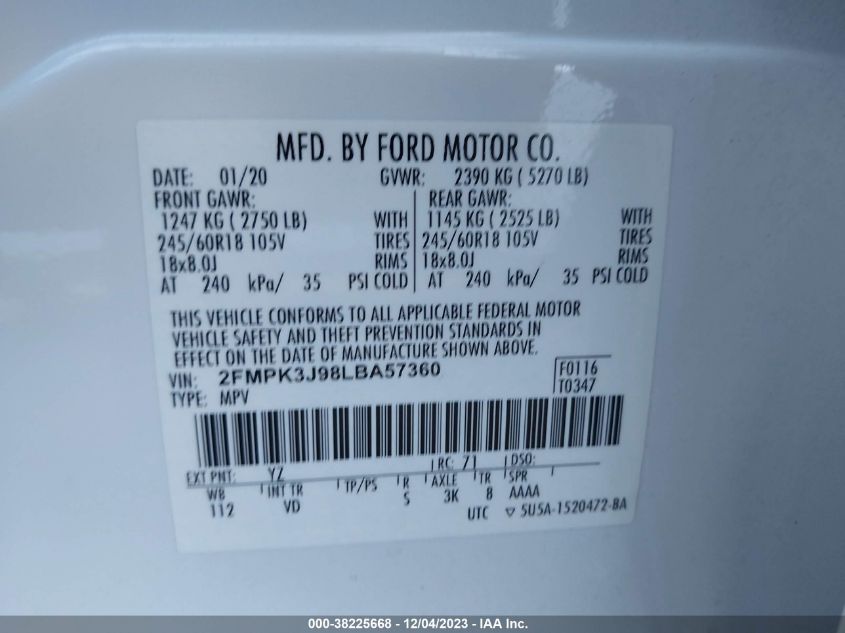 MFD. BY FORD MOTOR CO.
DATE: 01/20 GVWR: 2390 KG ( 5270 LB)
FRONT GAWR: REAR GAWR:
1247 KG ( 2750 LB) WITH 1145 KG ( 2525 LB) WITH
245/60R18 105V TIRES 245/60R18 105V TIRES
18x8.0J RIMS 18x8.0J RIMS
AT 240 kPa/ 35 PSI COLD AT 240 kPa/ 35 PSI COLD
THIS VEHICLE CONFORMS TO ALL APPLICABLE FEDERAL MOTOR
VEHICLE SAFETY AND THEFT PREVENTION STANDARDS IN
EFFECT ON THE DATE OF MANUFACTURE SHOWN ABOVE.
VIN: 2FMPK3J98LBA57360 F0116
TYPE: MPV T0347
EXT PNT: YZ RC: 71 DSO:
WB INT TR TP/PS R AXLE TR SPR
112 VD S 3K 8 AAAA
UTC ▽ 5U5A-1520472-BA
000-38225668 - 12/04/2023 - IAA Inc.